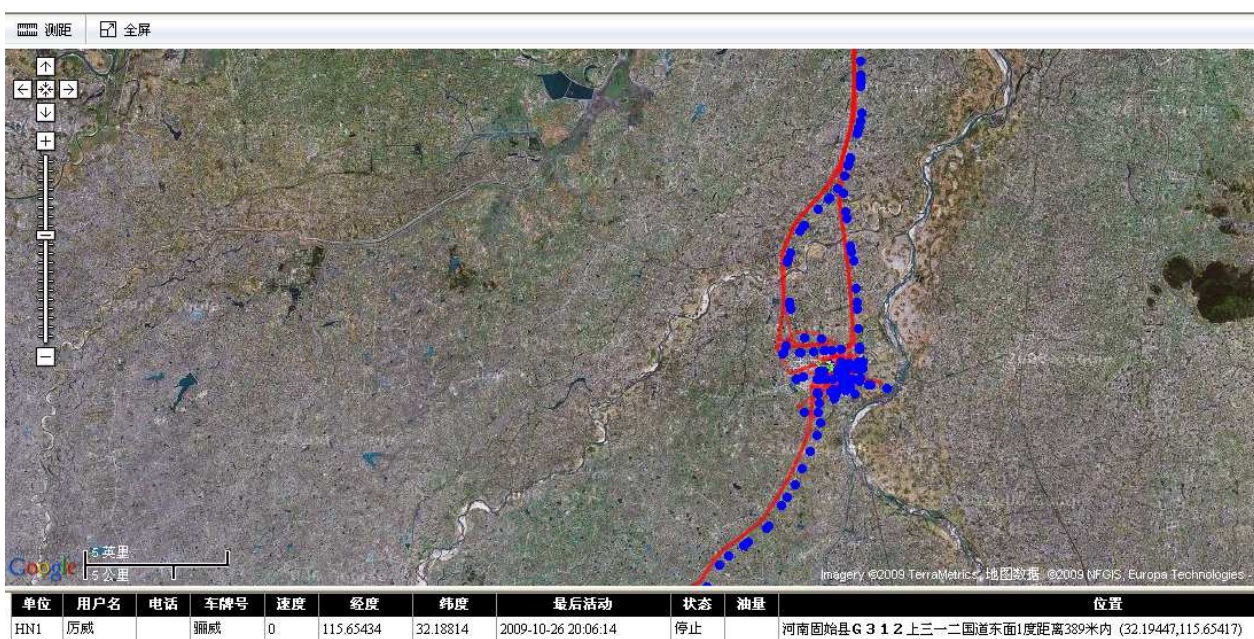 测距 全屏
5 英里
Google
5 公里
Imagery ©2009 TerraMetrics, 地图数据 ©2009 NFGIS, Europa Technologies
单位 用户名 电话 车牌号 速度 经度 纬度 最后活动 状态 油量 位置
HN1 厉威 骊威 0 115.65434 32.18814 2009-10-26 20:06:14 停止 河南固始县G312上三一二国道东面1度距离389米内 (32.19447,115.65417)